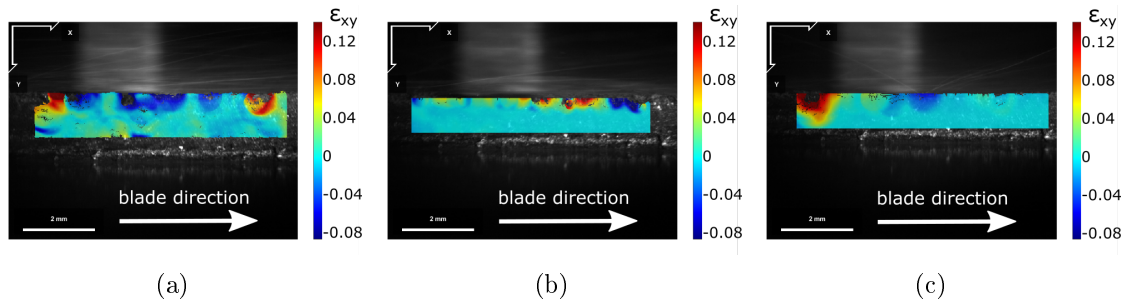 X
Y
εxy
0.12
0.08
0.04
0
-0.04
-0.08
blade direction
2 mm
(a)
X
Y
εxy
0.12
0.08
0.04
0
-0.04
-0.08
blade direction
2 mm
(b)
X
Y
εxy
0.12
0.08
0.04
0
-0.04
-0.08
blade direction
2 mm
(c)